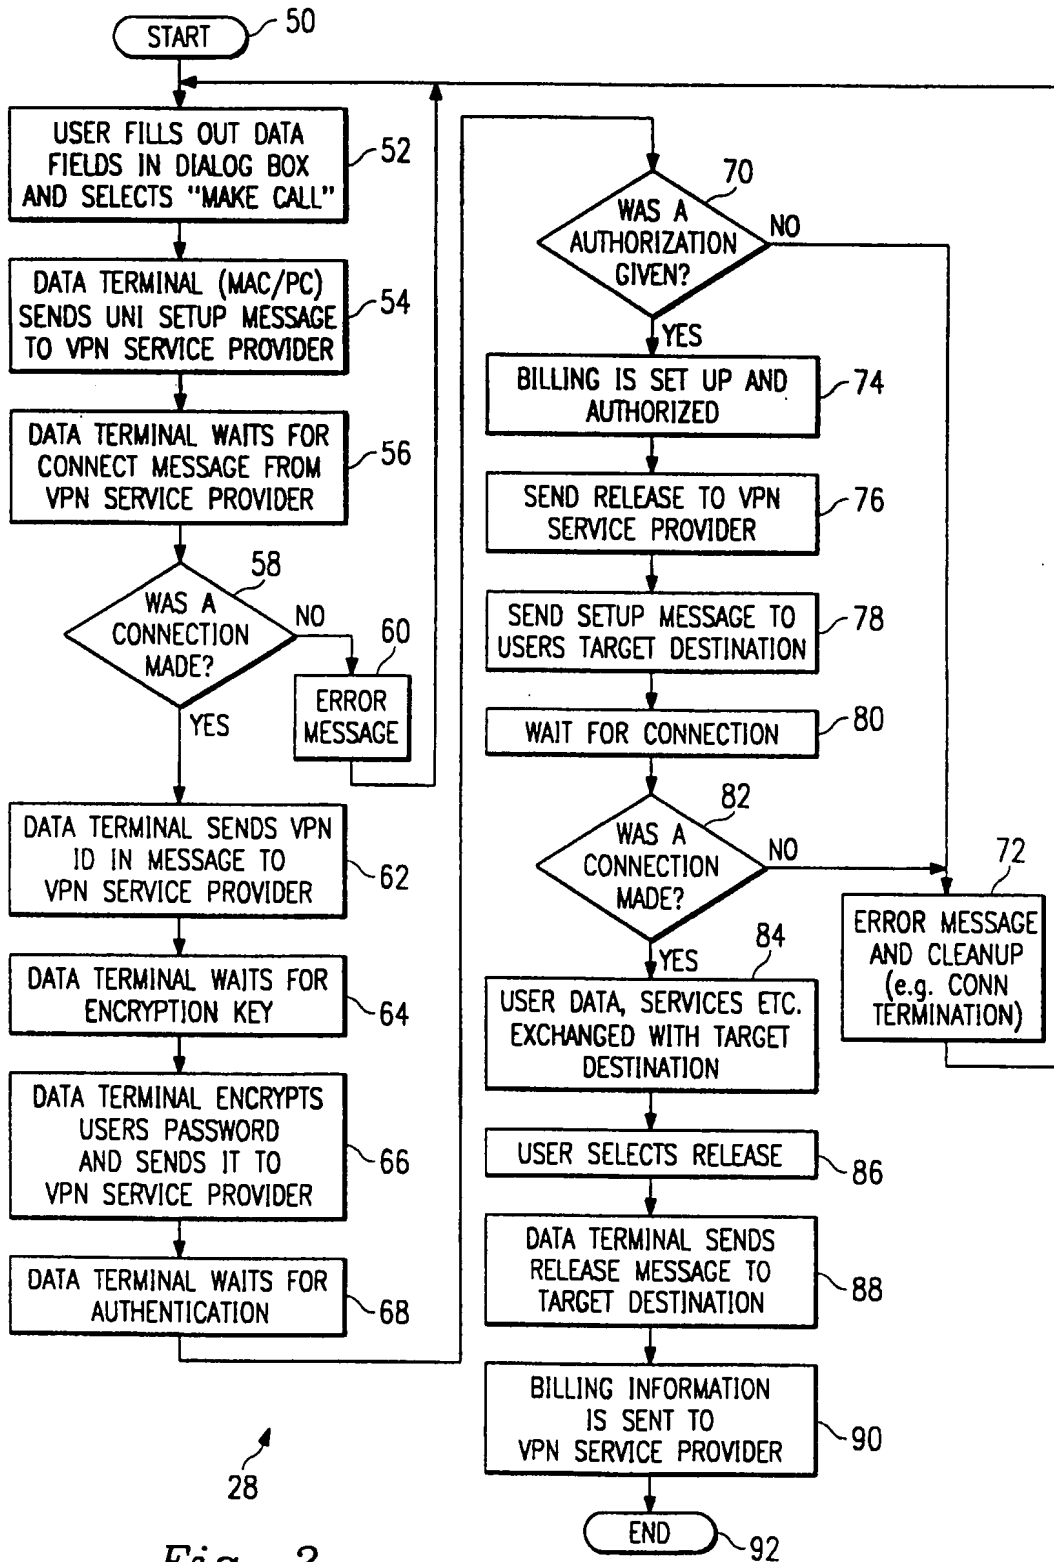 START
50
USER FILLS OUT DATA
FIELDS IN DIALOG BOX
AND SELECTS "MAKE CALL"
52
DATA TERMINAL (MAC/PC)
SENDS UNI SETUP MESSAGE
TO VPN SERVICE PROVIDER
54
DATA TERMINAL WAITS FOR
CONNECT MESSAGE FROM
VPN SERVICE PROVIDER
56
58
WAS A
CONNECTION
MADE?
NO
YES
60
ERROR
MESSAGE
DATA TERMINAL SENDS VPN
ID IN MESSAGE TO
VPN SERVICE PROVIDER
62
DATA TERMINAL WAITS FOR
ENCRYPTION KEY
64
DATA TERMINAL ENCRYPTS
USERS PASSWORD
AND SENDS IT TO
VPN SERVICE PROVIDER
66
DATA TERMINAL WAITS FOR
AUTHENTICATION
68
70
WAS A
AUTHORIZATION
GIVEN?
NO
YES
BILLING IS SET UP AND
AUTHORIZED
74
SEND RELEASE TO VPN
SERVICE PROVIDER
76
SEND SETUP MESSAGE TO
USERS TARGET DESTINATION
78
WAIT FOR CONNECTION
80
82
WAS A
CONNECTION
MADE?
NO
YES
72
ERROR MESSAGE
AND CLEANUP
(e.g. CONN
TERMINATION)
84
USER DATA, SERVICES ETC.
EXCHANGED WITH TARGET
DESTINATION
USER SELECTS RELEASE
86
DATA TERMINAL SENDS
RELEASE MESSAGE TO
TARGET DESTINATION
88
BILLING INFORMATION
IS SENT TO
VPN SERVICE PROVIDER
90
END
92
28